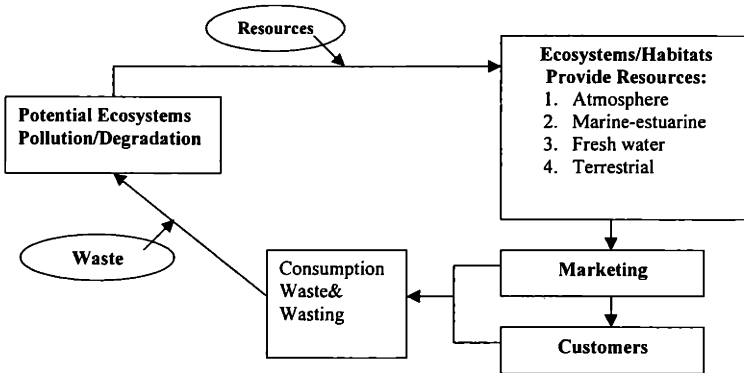 Resources
Ecosystems/Habitats
Provide Resources:
1. Atmosphere
2. Marine-estuarine
3. Fresh water
4. Terrestrial
Potential Ecosystems
Pollution/Degradation
Waste
Consumption
Waste&
Wasting
Marketing
Customers